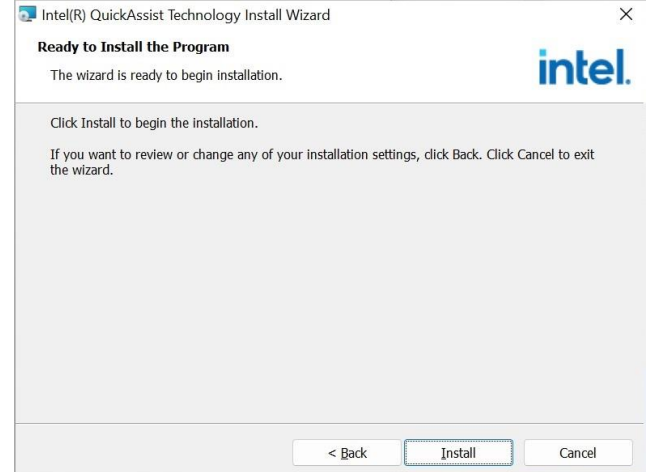 Intel(R) QuickAssist Technology Install Wizard
Ready to Install the Program
The wizard is ready to begin installation.
intel.
Click Install to begin the installation.
If you want to review or change any of your installation settings, click Back. Click Cancel to exit
the wizard.
< Back
Install
Cancel